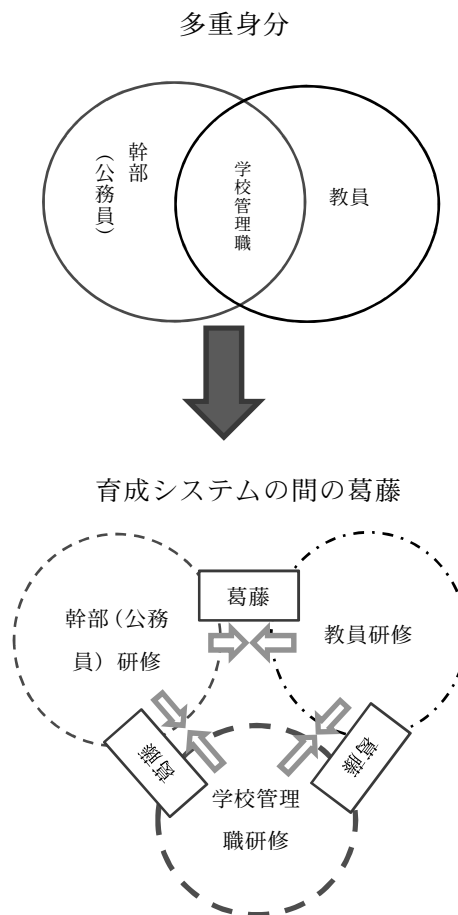 多重身分
幹部
(公務員)
学校管理職
教員
育成システムの間の葛藤
葛藤
幹部(公務
員)研修
教員研修
葛藤
葛藤
学校管理
職研修